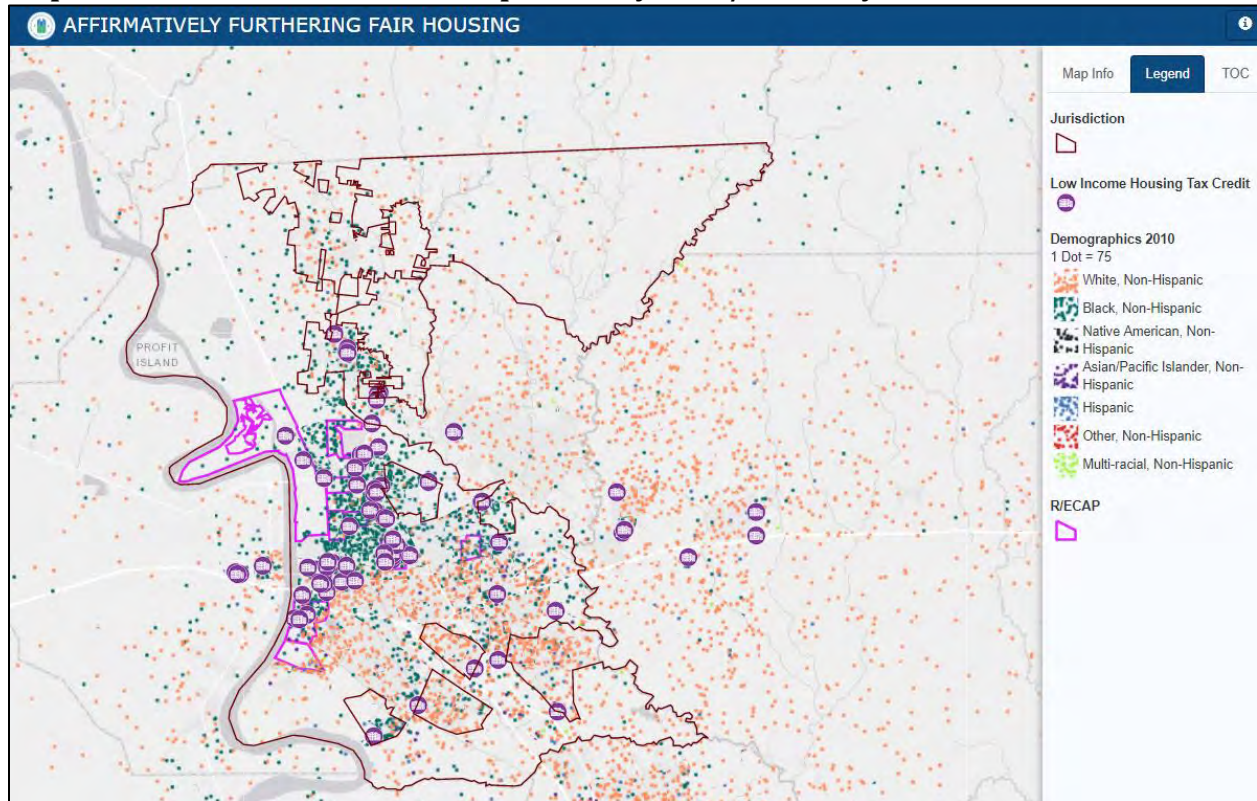 AFFIRMATIVELY FURTHERING FAIR HOUSING
Map Info Legend TOC
Jurisdiction
Low Income Housing Tax Credit
Demographics 2010
1 Dot = 75
White, Non-Hispanic
Black, Non-Hispanic
Native American, Non-
Hispanic
Asian/Pacific Islander, Non-
Hispanic
Hispanic
Other, Non-Hispanic
Multi-racial, Non-Hispanic
R/ECAP
PROFIT
ISLAND